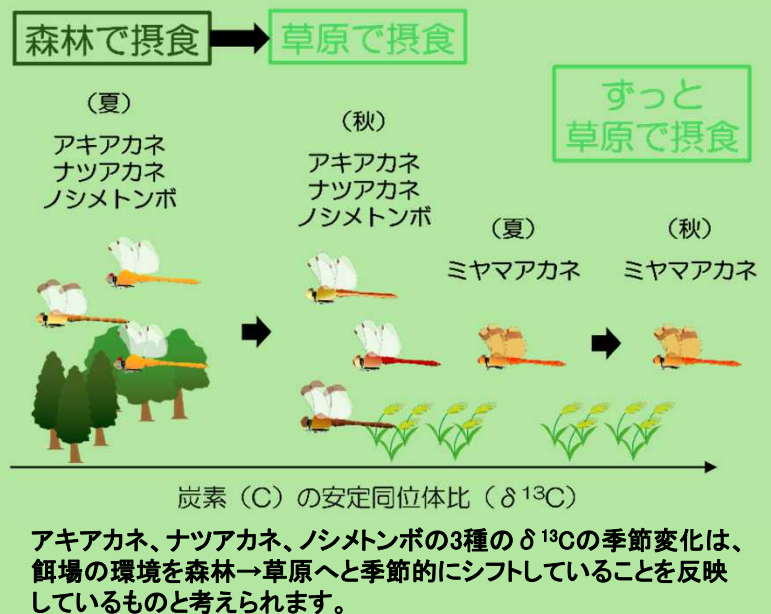 森林で摂食
草原で摂食
ずっと
草原で摂食
（夏）
アキアカネ
ナツアカネ
ノシメトンボ
（秋）
アキアカネ
ナツアカネ
ノシメトンボ
（夏）
ミヤマアカネ
（秋）
ミヤマアカネ
炭素（C）の安定同位体比（δ¹³C）
アキアカネ、ナツアカネ、ノシメトンボの3種のδ¹³Cの季節変化は、
餌場の環境を森林→草原へと季節的にシフトしていることを反映
しているものと考えられます。